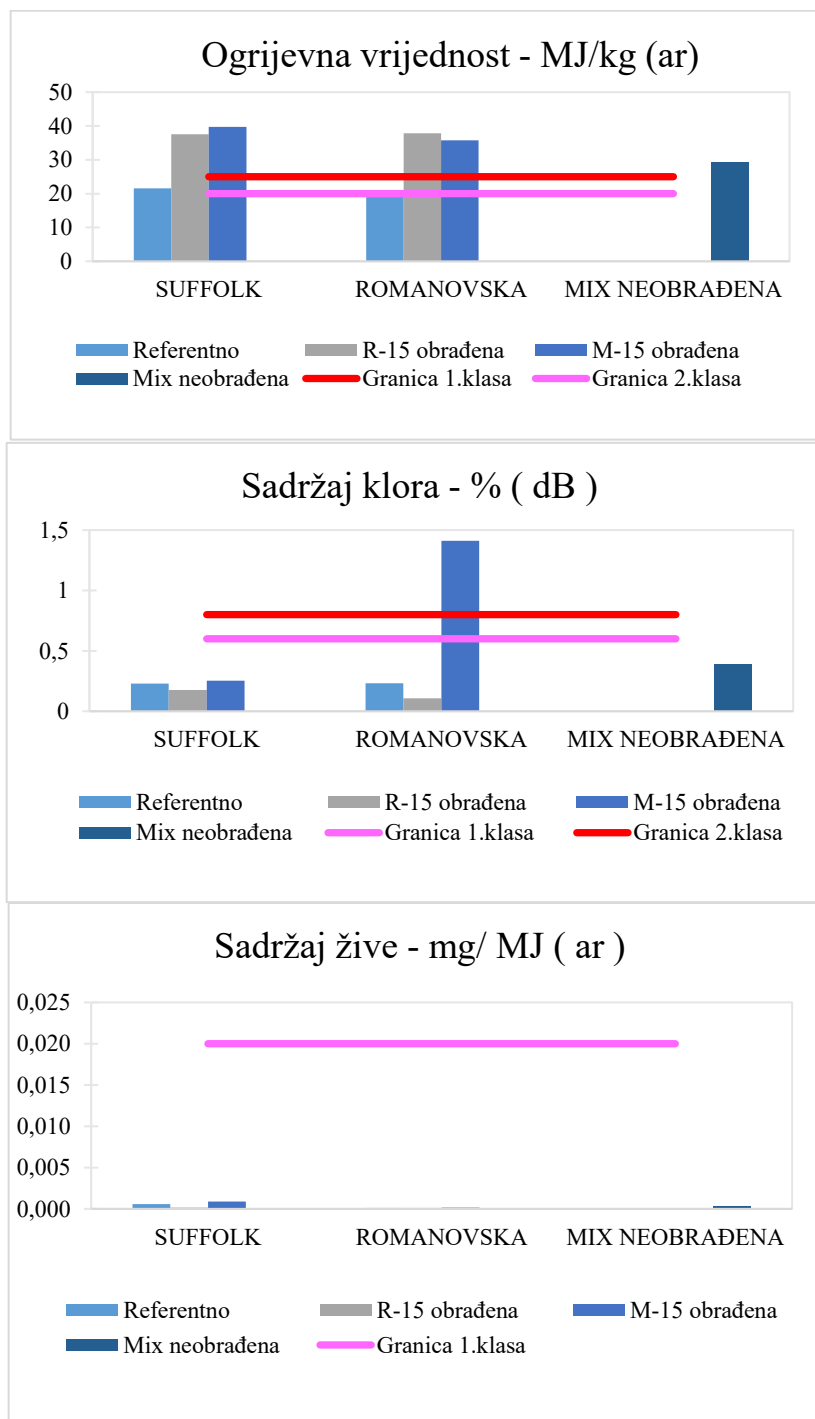 Ogrijevna vrijednost - MJ/kg (ar)
50
40
30
20
10
0
SUFFOLK ROMANOVSKA MIX NEOBRAĐENA
Referentno R-15 obrađena M-15 obrađena
Mix neobrađena Granica 1.klasa Granica 2.klasa
Sadržaj klora - % ( dB )
1,5
1
0,5
0
SUFFOLK ROMANOVSKA MIX NEOBRAĐENA
Referentno R-15 obrađena M-15 obrađena
Mix neobrađena Granica 1.klasa Granica 2.klasa
Sadržaj žive - mg/ MJ ( ar )
0,025
0,020
0,015
0,010
0,005
0,000
SUFFOLK ROMANOVSKA MIX NEOBRAĐENA
Referentno R-15 obrađena M-15 obrađena
Mix neobrađena Granica 1.klasa